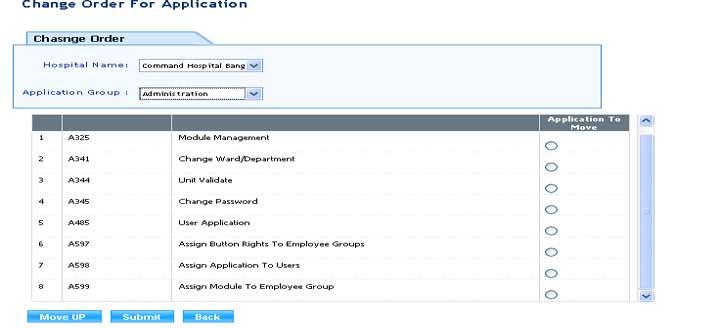 Change Order For Application
Chasnge Order
Hospital Name: Command Hospital Bang
Application Group : Administration
Application To
Move
1 A325 Module Management
2 A341 Change Ward/Department
3 A344 Unit Validate
4 A345 Change Password
5 A485 User Application
6 A597 Assign Button Rights To Employee Groups
7 A598 Assign Application To Users
8 A599 Assign Module To Employee Group
Move UP Submit Back